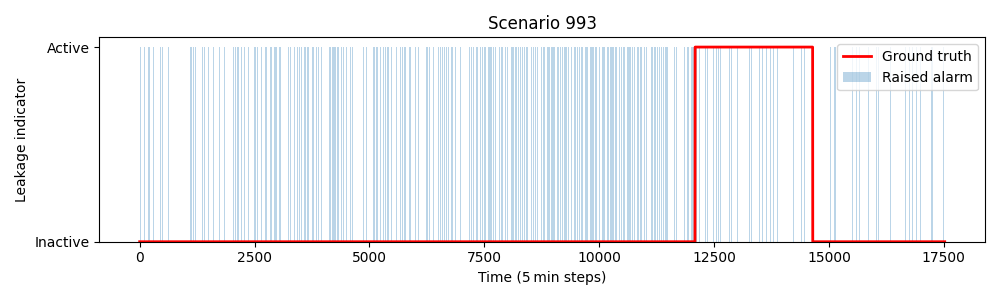 Scenario 993
Active
Inactive
Leakage indicator
Ground truth
Raised alarm
0 2500 5000 7500 10000 12500 15000 17500
Time (5 min steps)